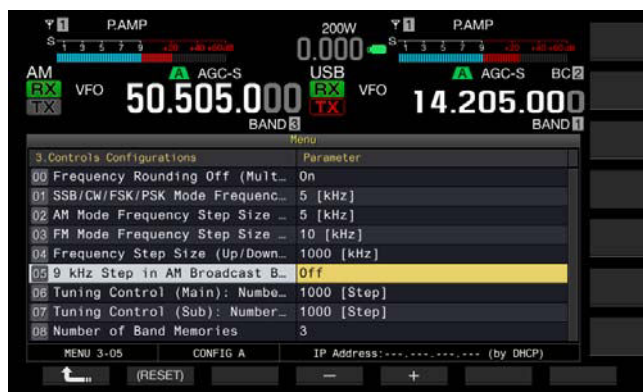 1 P.AMP 200W 1 P.AMP
S 1 3 5 7 9 +20 +40 +60dB 0.000 S 1 3 5 7 9 +20 +40 +60dB
AM A AGC-S USB A AGC-S BC2
RX VFO 50.505.000 RX VFO 14.205.000
TX TX
BAND 3 BAND 1
Menu
3.Controls Configurations Parameter
00 Frequency Rounding Off (Mult… On
01 SSB/CW/FSK/PSK Mode Frequenc… 5 [kHz]
02 AM Mode Frequency Step Size … 5 [kHz]
03 FM Mode Frequency Step Size … 10 [kHz]
04 Frequency Step Size (Up/Down… 1000 [kHz]
05 9 kHz Step in AM Broadcast B… Off
06 Tuning Control (Main): Numbe… 1000 [Step]
07 Tuning Control (Sub): Number… 1000 [Step]
08 Number of Band Memories 3
MENU 3-05 CONFIG A IP Address:---.---.---.--- (by DHCP)
(RESET) − +